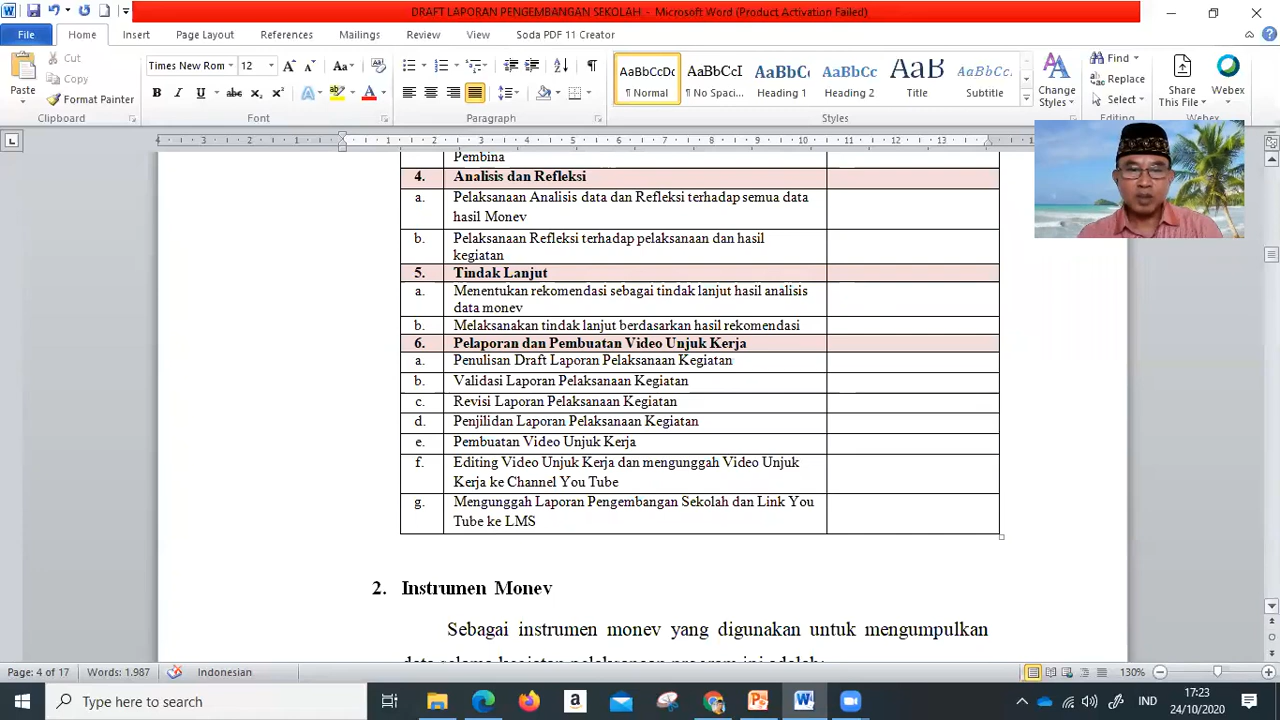 DRAFT LAPORAN PENGEMBANGAN SEKOLAH - Microsoft Word (Product Activation Failed)
File Home Insert Page Layout References Mailings Review View Soda PDF 11 Creator
Paste
Cut
Copy
Format Painter
Clipboard
Times New Rom 12
Font
Paragraph
AaBbCcDc AaBbCcI AaBbCc AaBbCc AaB AaBbCcD.
¶ Normal ¶ No Spaci... Heading 1 Heading 2 Title Subtitle
Change Styles
Styles
Find
Replace
Select
Editing
Share This File
Webex
Webex
Pembina
4. Analisis dan Refleksi
a. Pelaksanaan Analisis data dan Refleksi terhadap semua data
hasil Monev
b. Pelaksanaan Refleksi terhadap pelaksanaan dan hasil
kegiatan
5. Tindak Lanjut
a. Menentukan rekomendasi sebagai tindak lanjut hasil analisis
data monev
b. Melaksanakan tindak lanjut berdasarkan hasil rekomendasi
6. Pelaporan dan Pembuatan Video Unjuk Kerja
a. Penulisan Draft Laporan Pelaksanaan Kegiatan
b. Validasi Laporan Pelaksanaan Kegiatan
c. Revisi Laporan Pelaksanaan Kegiatan
d. Penjilidan Laporan Pelaksanaan Kegiatan
e. Pembuatan Video Unjuk Kerja
f. Editing Video Unjuk Kerja dan mengunggah Video Unjuk
Kerja ke Channel You Tube
g. Mengunggah Laporan Pengembangan Sekolah dan Link You
Tube ke LMS
2. Instrumen Monev
Sebagai instrumen monev yang digunakan untuk mengumpulkan
data selama kegiatan pelaksanaan program ini adalah:
Page: 4 of 17 Words: 1.987 Indonesian 130%
Type here to search IND 17:23
24/10/2020